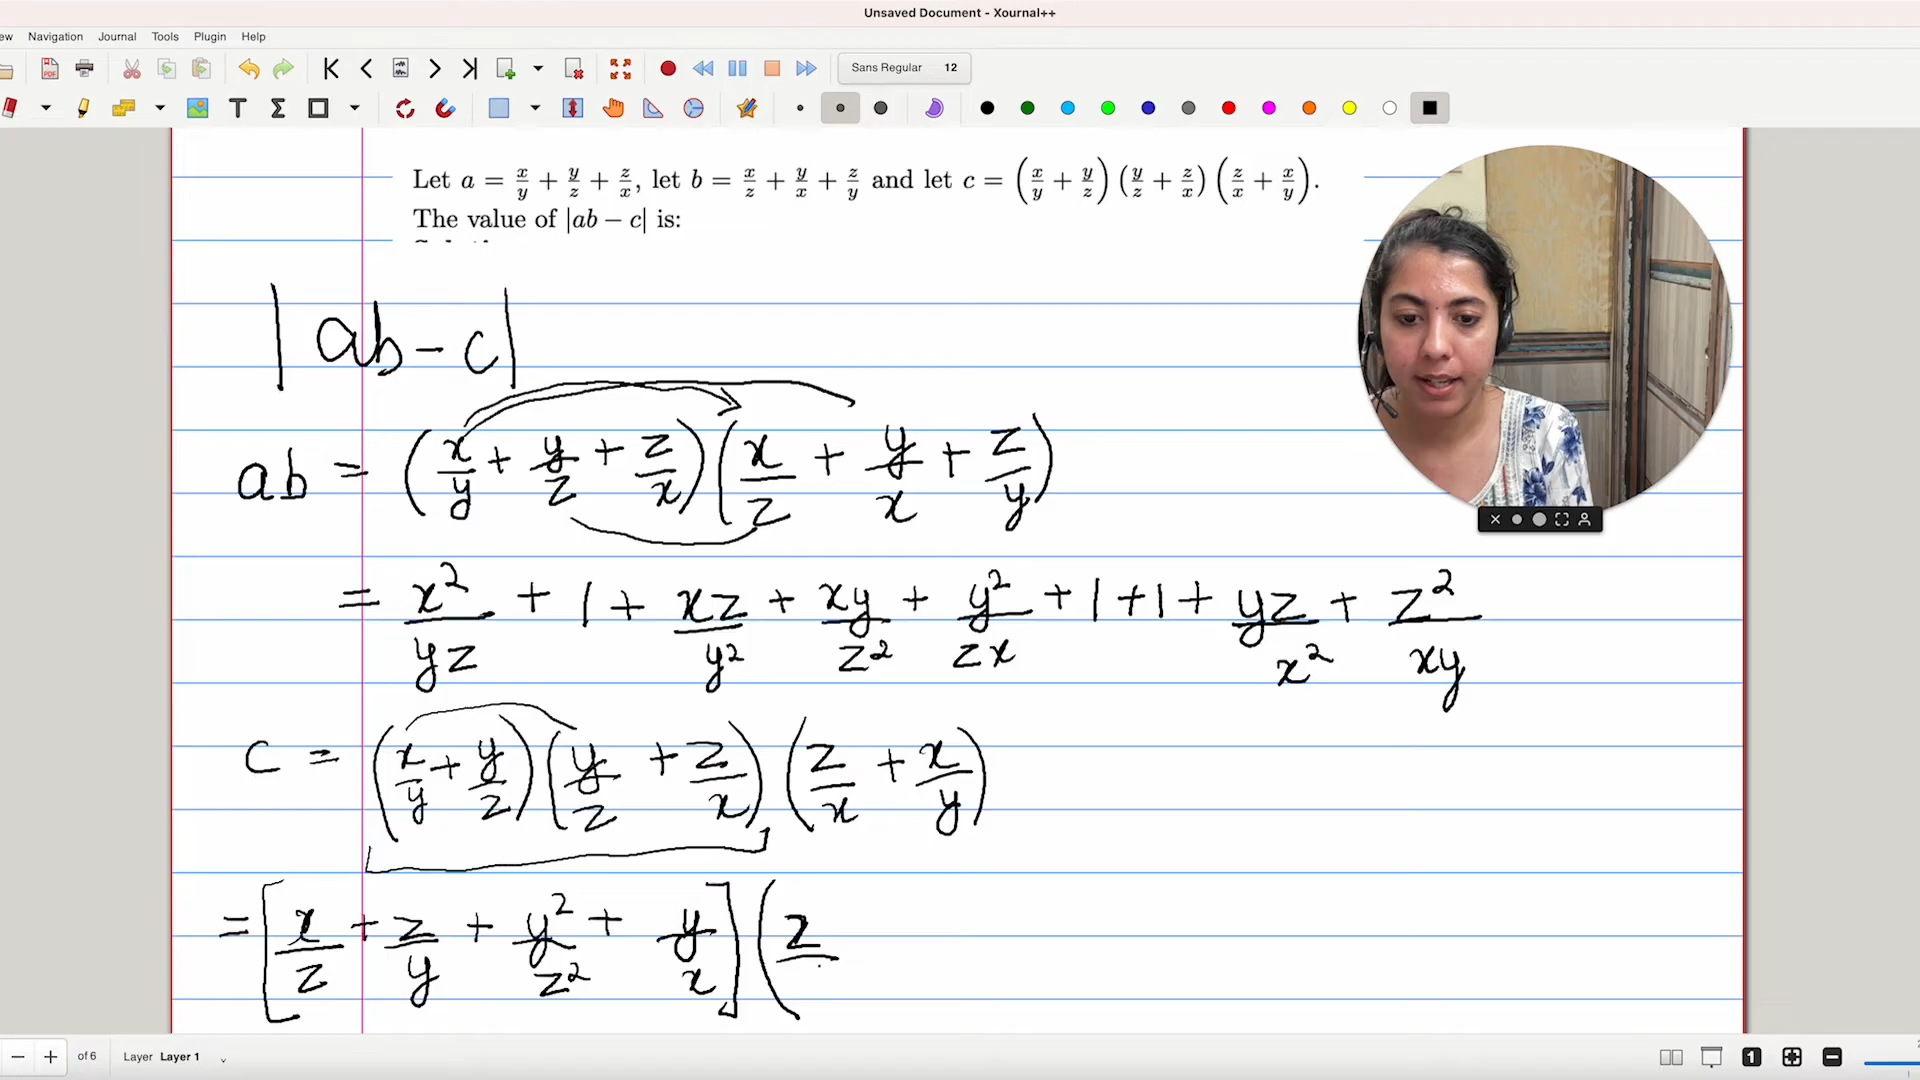 Unsaved Document - Xournal++
ew Navigation Journal Tools Plugin Help
Sans Regular 12
Let a = x/y + y/z + z/x, let b = x/z + y/x + z/y and let c = (x/y + y/z)(y/z + z/x)(z/x + x/y).
The value of |ab − c| is:
|ab - c|
ab = (x/y + y/z + z/x)(x/z + y/x + z/y)
= x²/yz + 1 + xz/y² + xy/z² + y²/zx + 1 + 1 + yz/x² + z²/xy
c = (x/y + y/z)(y/z + z/x)(z/x + x/y)
= [x/z + z/y + y²/z² + y/x](z
of 6 Layer Layer 1
1